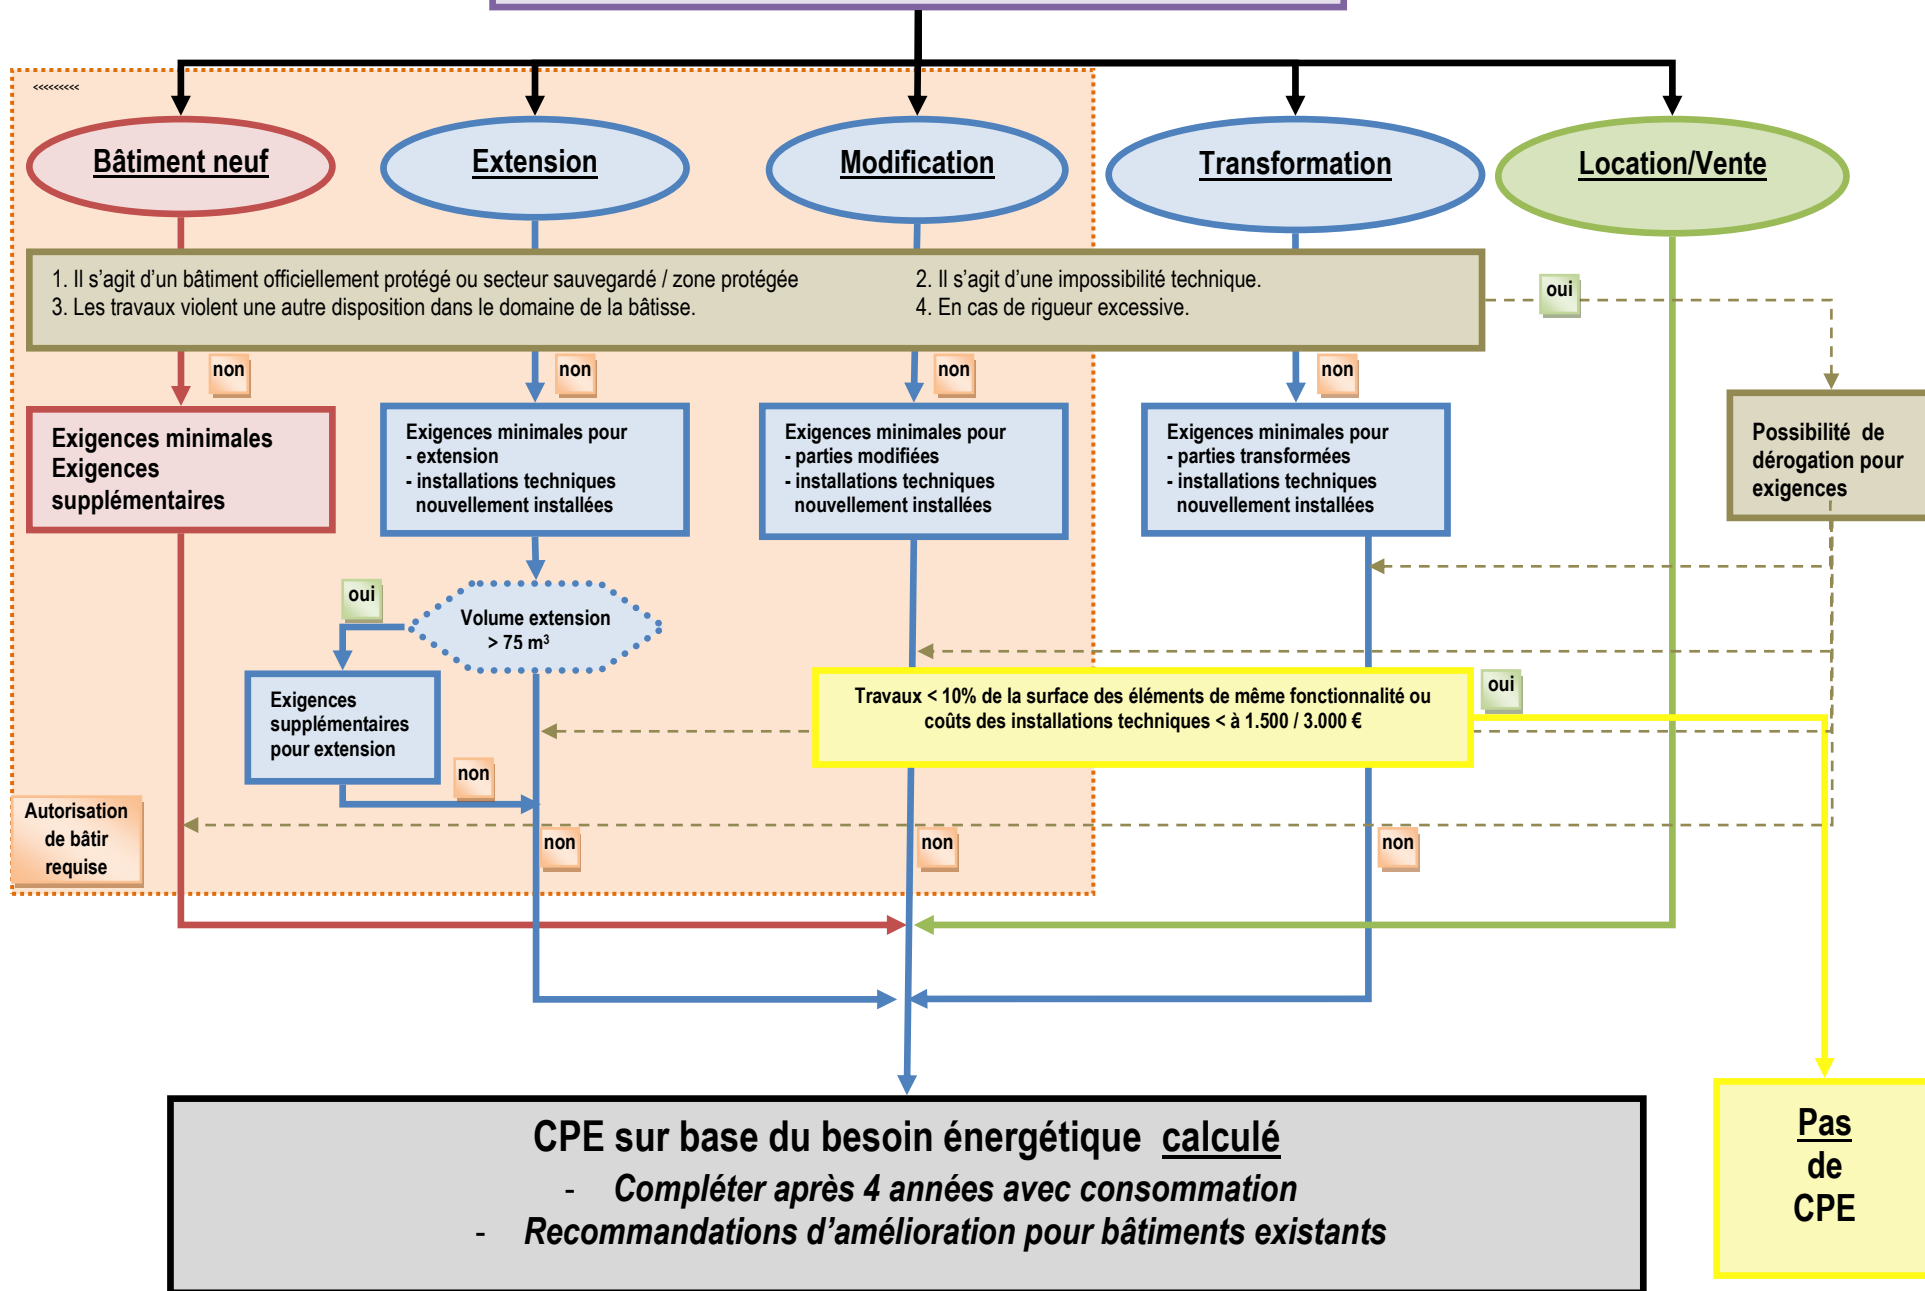 <<<<<<<<<
Bâtiment neuf
Extension
Modification
Transformation
Location/Vente
1. Il s’agit d’un bâtiment officiellement protégé ou secteur sauvegardé / zone protégée
2. Il s’agit d’une impossibilité technique.
3. Les travaux violent une autre disposition dans le domaine de la bâtisse.
4. En cas de rigueur excessive.
oui
non
non
non
non
Exigences minimales
Exigences
supplémentaires
Exigences minimales pour
- extension
- installations techniques
nouvellement installées
Exigences minimales pour
- parties modifiées
- installations techniques
nouvellement installées
Exigences minimales pour
- parties transformées
- installations techniques
nouvellement installées
Possibilité de
dérogation pour
exigences
oui
Volume extension
> 75 m³
Exigences
supplémentaires
pour extension
non
Travaux < 10% de la surface des éléments de même fonctionnalité ou
coûts des installations techniques < à 1.500 / 3.000 €
oui
Autorisation
de bâtir
requise
non
non
non
CPE sur base du besoin énergétique calculé
- Compléter après 4 années avec consommation
- Recommandations d’amélioration pour bâtiments existants
Pas
de
CPE